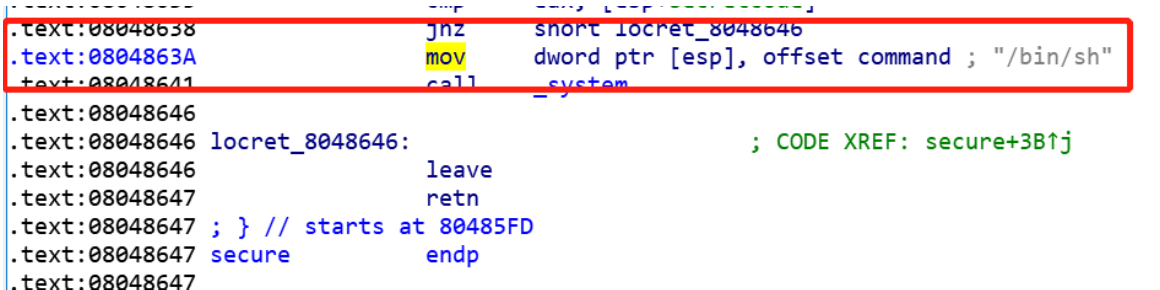 .text:08048638 jnz short locret_8048646
.text:0804863A mov dword ptr [esp], offset command ; "/bin/sh"
.text:08048641 call _system
.text:08048646
.text:08048646 locret_8048646: ; CODE XREF: secure+3B↑j
.text:08048646 leave
.text:08048647 retn
.text:08048647 ; } // starts at 80485FD
.text:08048647 secure endp
.text:08048647